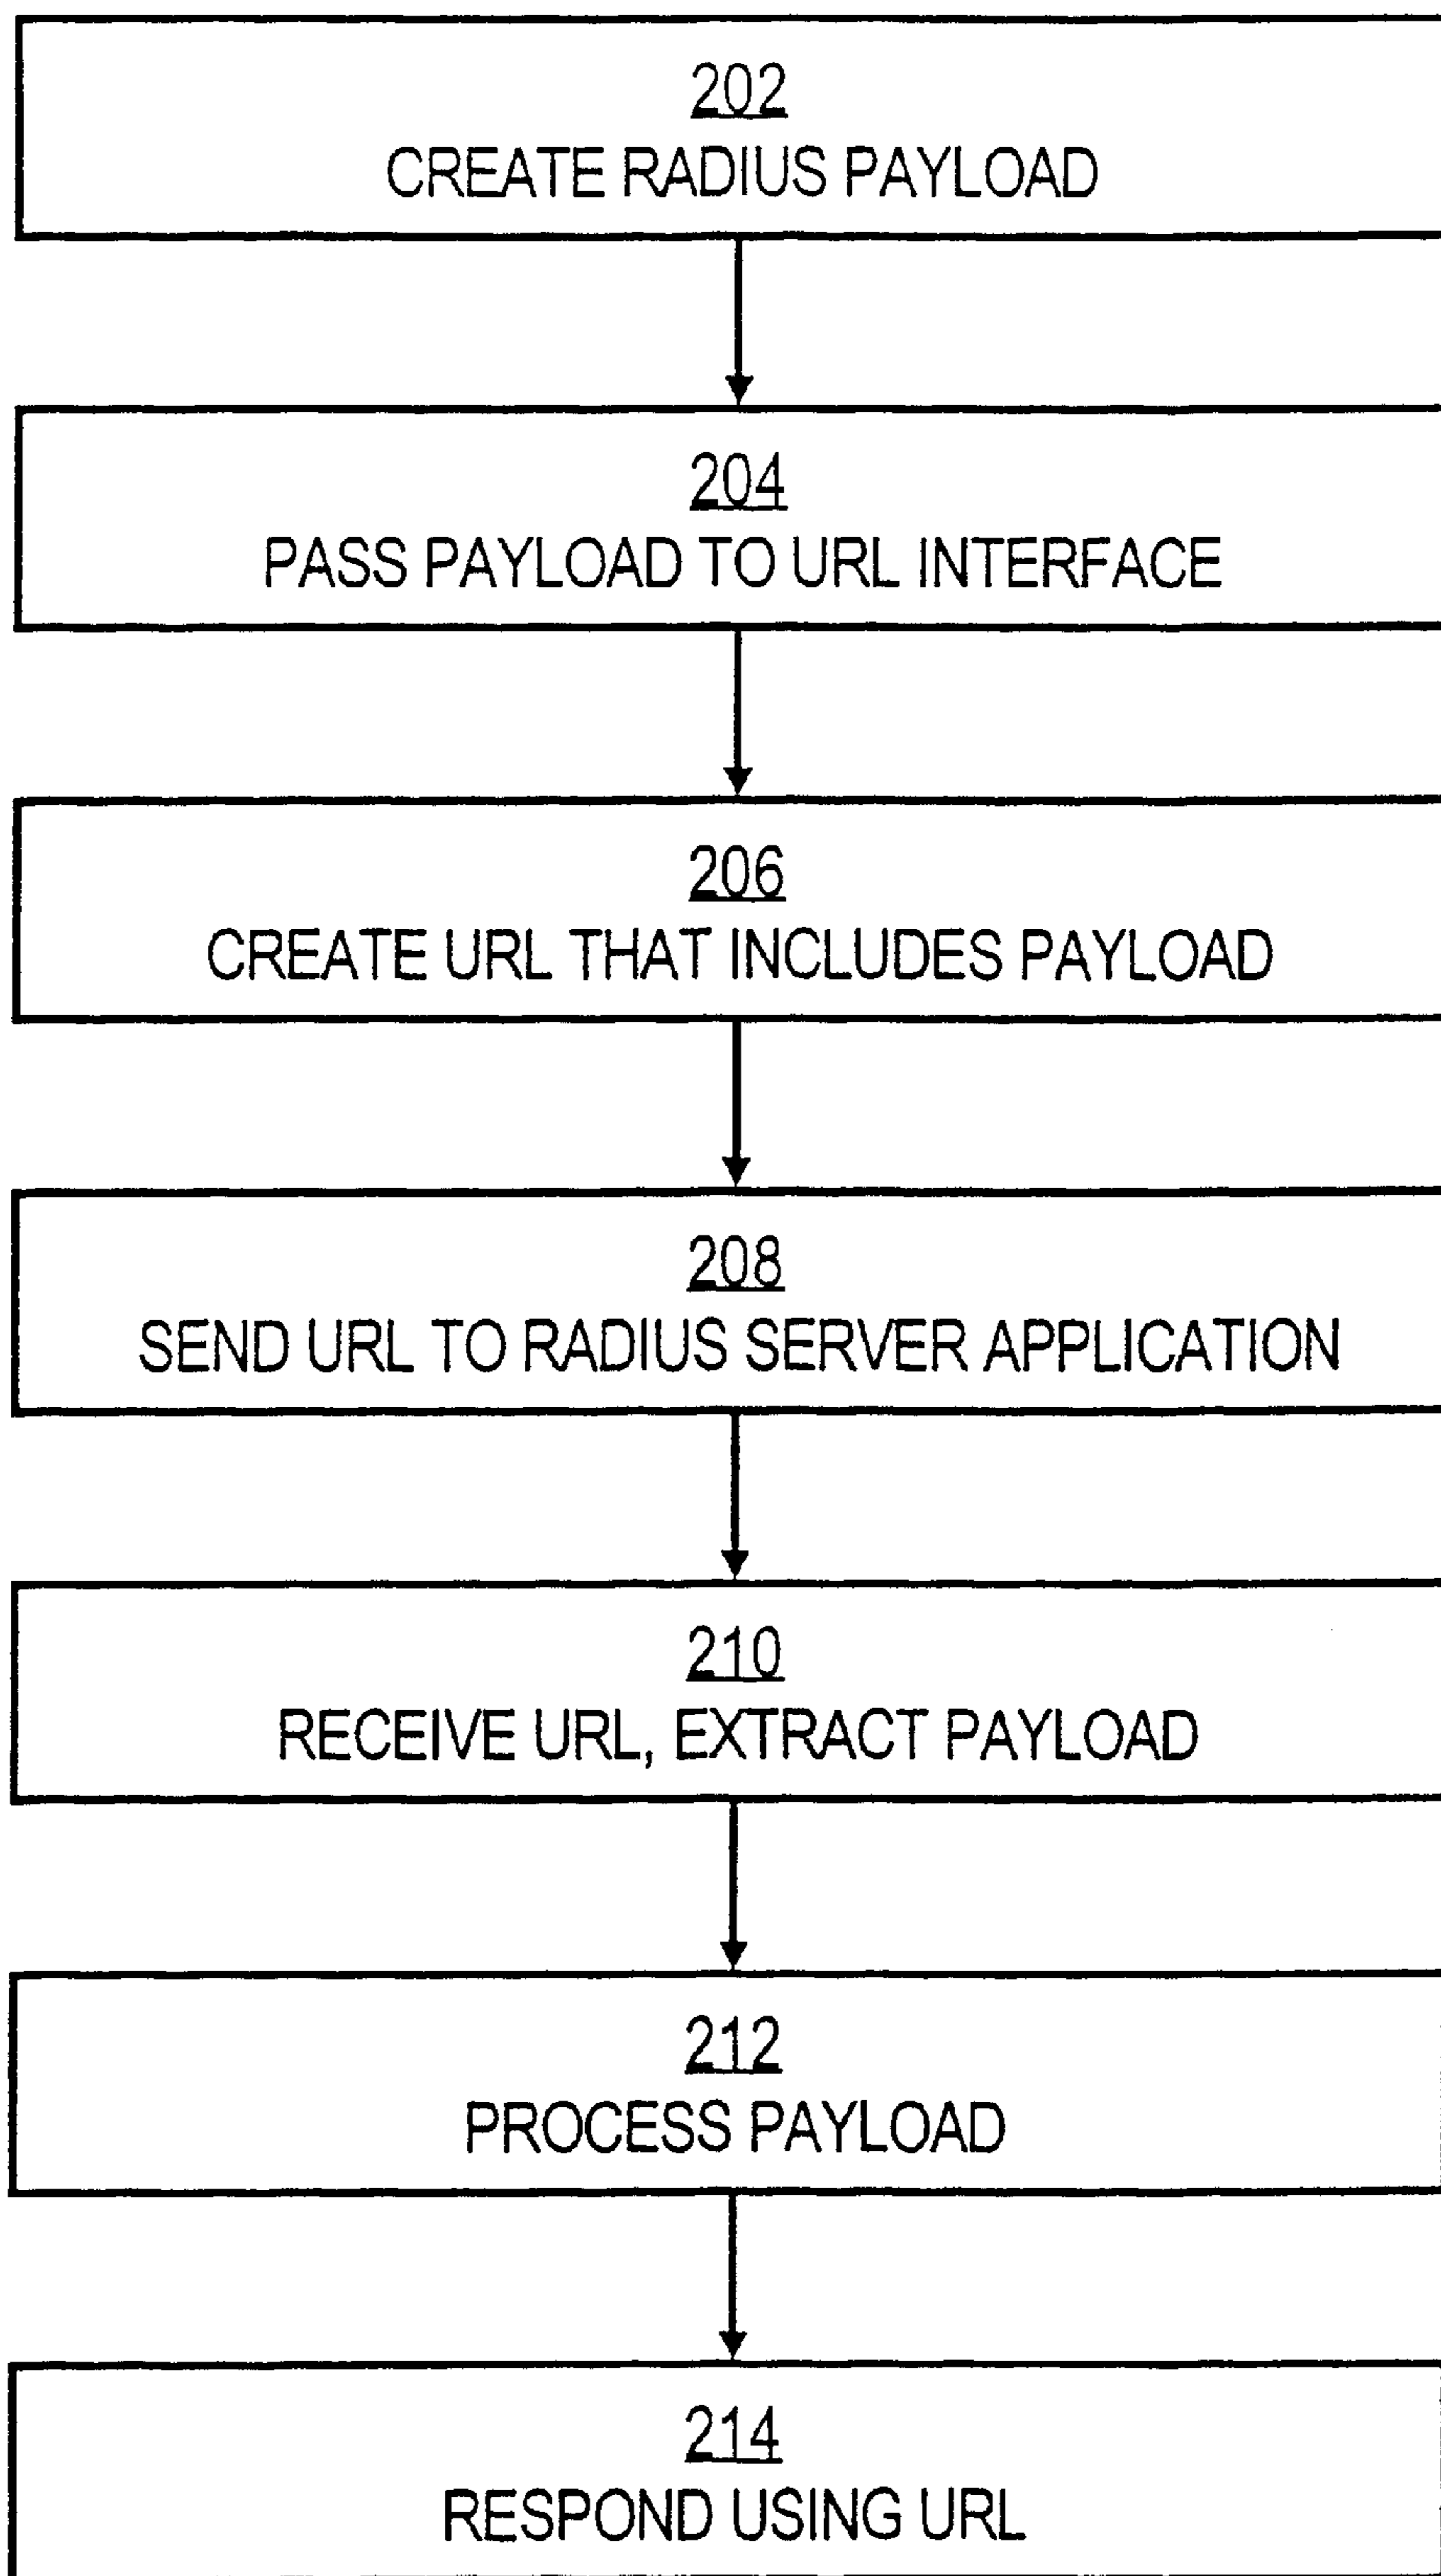 202
CREATE RADIUS PAYLOAD
204
PASS PAYLOAD TO URL INTERFACE
206
CREATE URL THAT INCLUDES PAYLOAD
208
SEND URL TO RADIUS SERVER APPLICATION
210
RECEIVE URL, EXTRACT PAYLOAD
212
PROCESS PAYLOAD
214
RESPOND USING URL